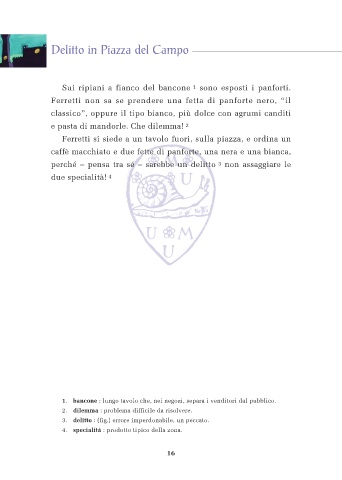 Delitto in Piazza del Campo
Sui ripiani a fianco del bancone 1 sono esposti i panforti.
Ferretti non sa se prendere una fetta di panforte nero, “il
classico”, oppure il tipo bianco, più dolce con agrumi canditi
e pasta di mandorle. Che dilemma! 2
Ferretti si siede a un tavolo fuori, sulla piazza, e ordina un
caffè macchiato e due fette di panforte, una nera e una bianca,
perché – pensa tra sé – sarebbe un delitto 3 non assaggiare le
due specialità! 4
M
U
U M
U
1. bancone : lungo tavolo che, nei negozi, separa i venditori dal pubblico.
2. dilemma : problema difficile da risolvere.
3. delitto : (fig.) errore imperdonabile, un peccato.
4. specialità : prodotto tipico della zona.
16